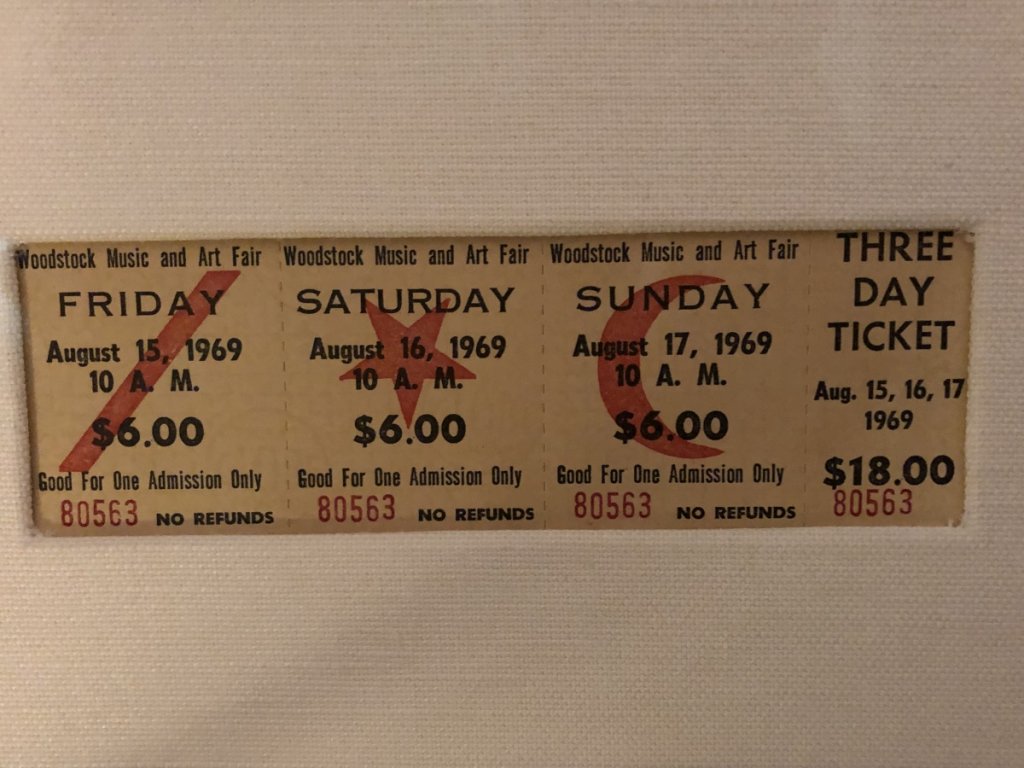 Woodstock Music and Art Fair
FRIDAY
August 15, 1969
10 A. M.
$6.00
Good For One Admission Only
80563 NO REFUNDS
Woodstock Music and Art Fair
SATURDAY
August 16, 1969
10 A. M.
$6.00
Good For One Admission Only
80563 NO REFUNDS
Woodstock Music and Art Fair
SUNDAY
August 17, 1969
10 A. M.
$6.00
Good For One Admission Only
80563 NO REFUNDS
THREE
DAY
TICKET
Aug. 15, 16, 17
1969
$18.00
80563